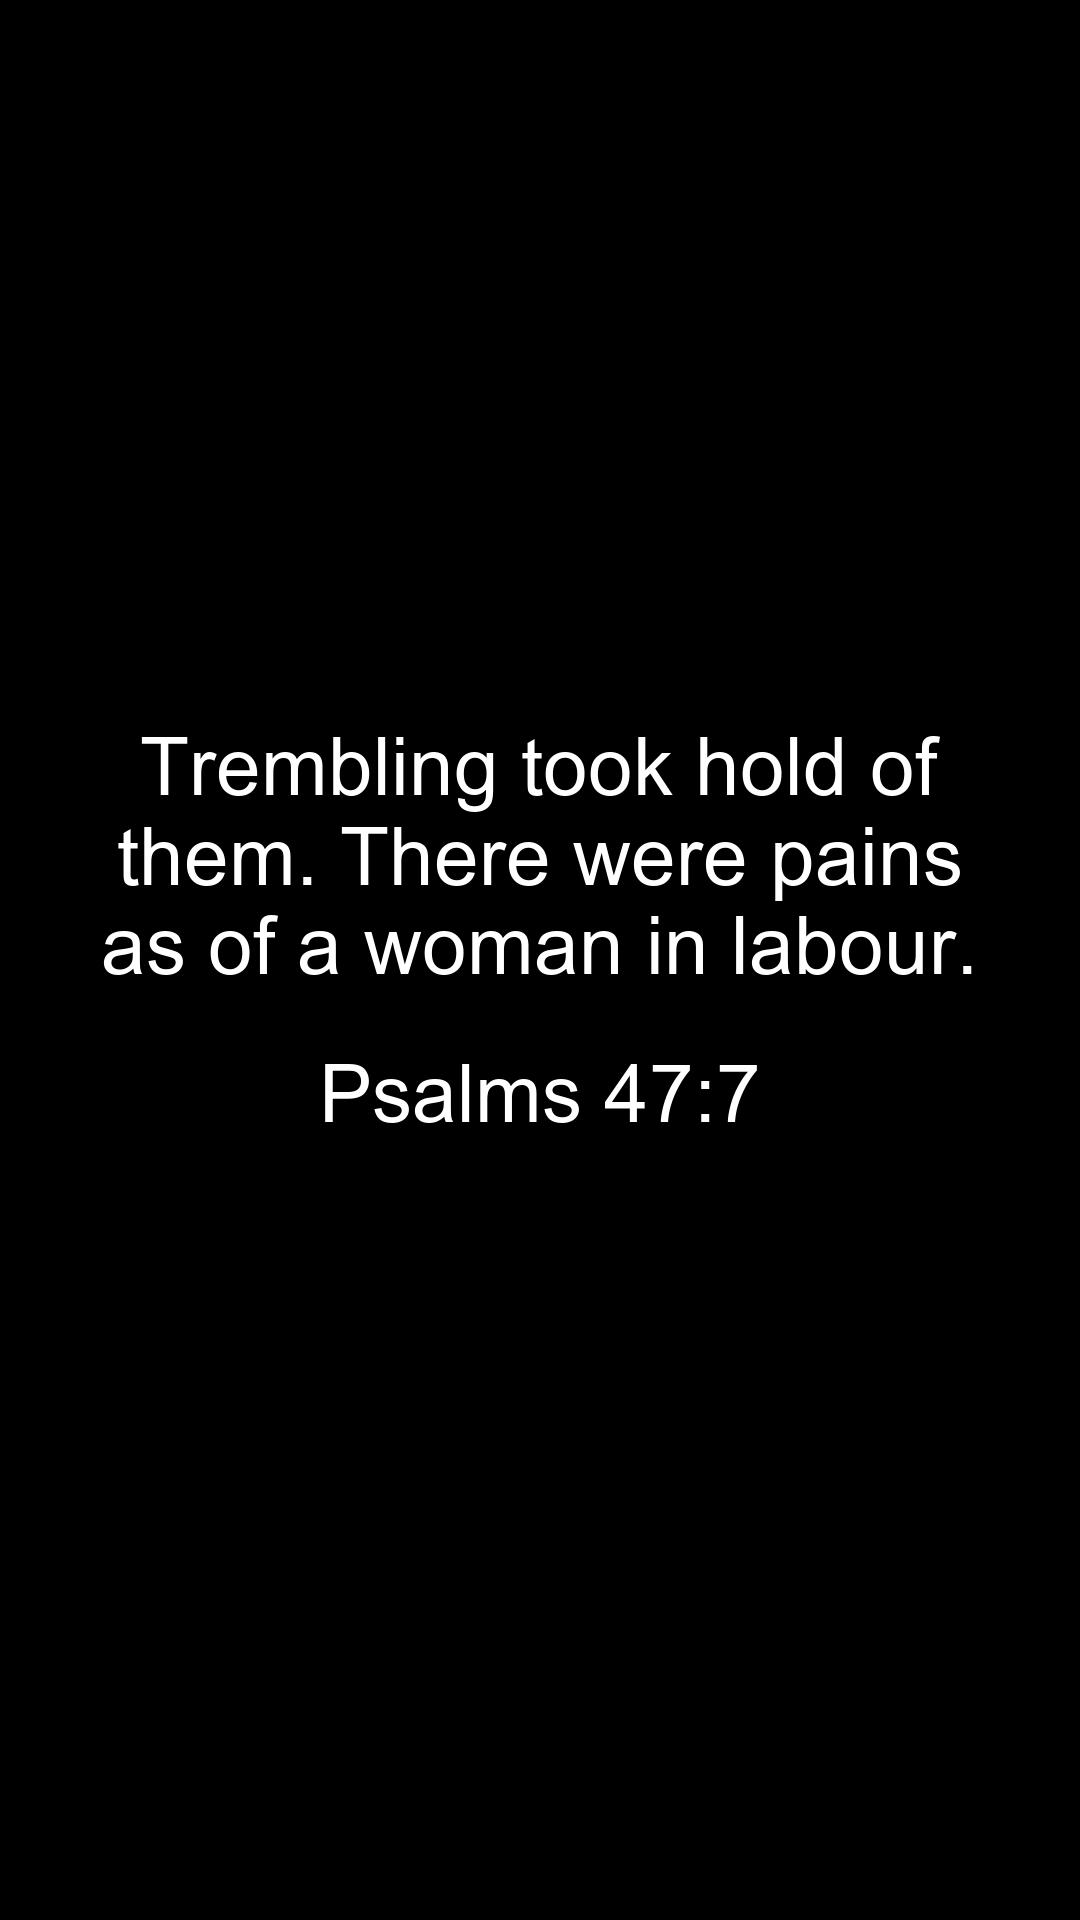 Trembling took hold of
them. There were pains
as of a woman in labour.
Psalms 47:7